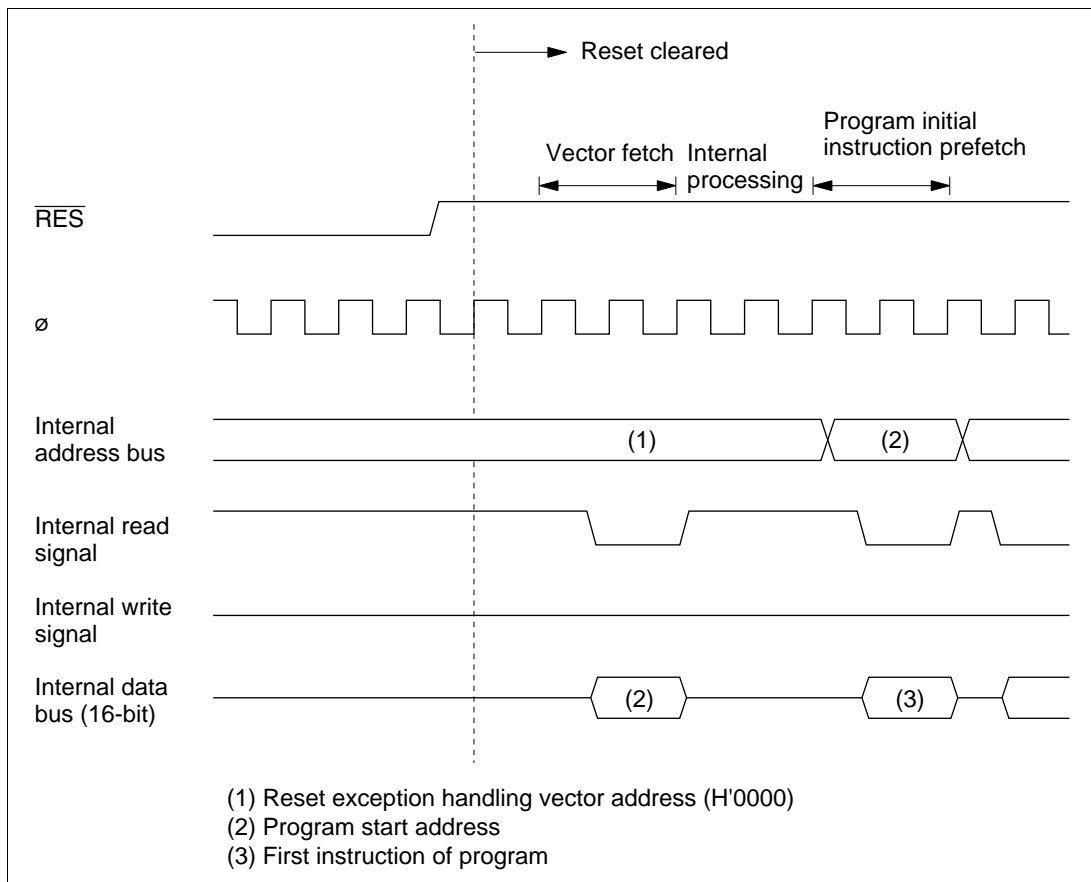 Reset cleared
Program initial
Vector fetch Internal instruction prefetch
processing
RES
ø
Internal
address bus
(1)
(2)
Internal read
signal
Internal write
signal
Internal data
bus (16-bit)
(2)
(3)
(1) Reset exception handling vector address (H'0000)
(2) Program start address
(3) First instruction of program